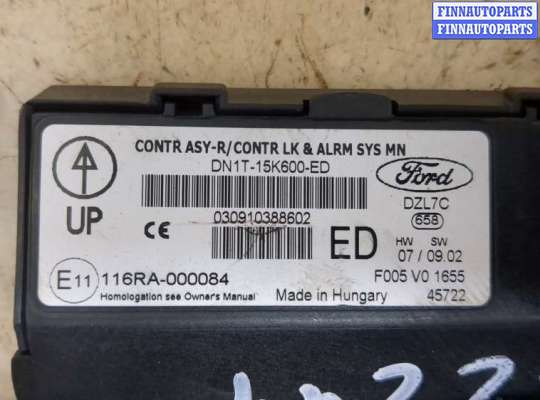 FINNAUTOPARTS
FINNAUTOPARTS
CONTR ASY-R/CONTR LK & ALRM SYS MN
DN1T-15K600-ED
Ford
UP
030910388602
DZL7C
658
CE
ED
HW SW
07 / 09.02
E11 116RA-000084
F005 V0 1655
Homologation see Owner's Manual
Made in Hungary
45722